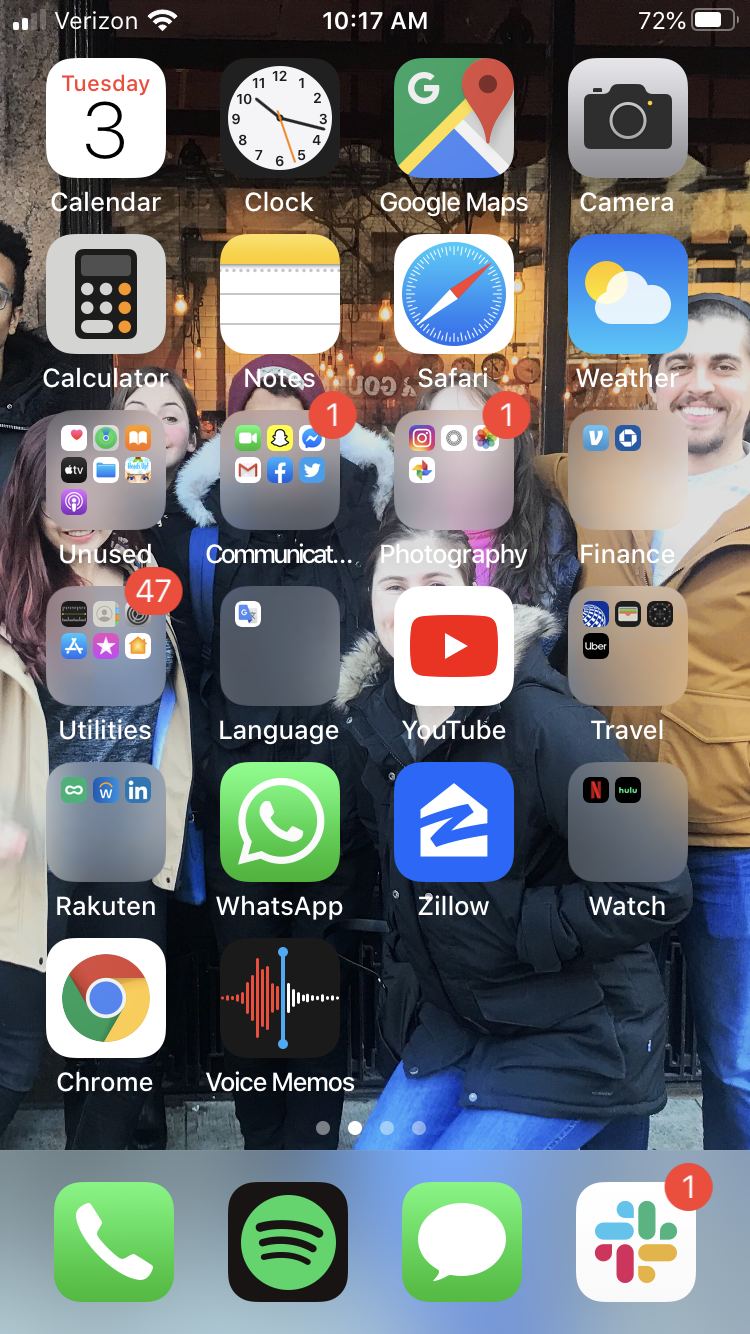 Verizon 10:17 AM 72%
Tuesday
3
12
11 1
10 2
9 3
8 4
7 5
6
G
Calendar Clock Google Maps Camera
Calculator Notes Safari Weather
1 1
tv
Unused Communicat... Photography Finance
47
Uber
Utilities Language YouTube Travel
in N hulu
Rakuten WhatsApp Zillow Watch
Chrome Voice Memos
1